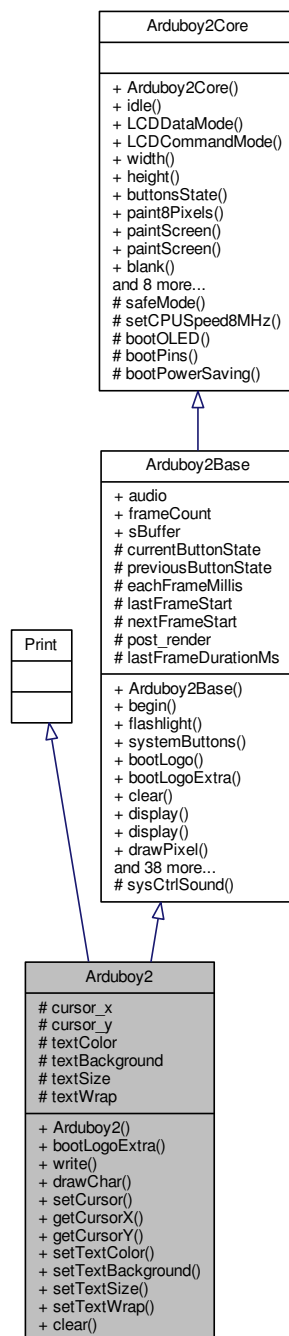 Arduboy2Core
+ Arduboy2Core()
+ idle()
+ LCDDataMode()
+ LCDCommandMode()
+ width()
+ height()
+ buttonsState()
+ paint8Pixels()
+ paintScreen()
+ paintScreen()
+ blank()
and 8 more...
# safeMode()
# setCPUSpeed8MHz()
# bootOLED()
# bootPins()
# bootPowerSaving()
Arduboy2Base
+ audio
+ frameCount
+ sBuffer
# currentButtonState
# previousButtonState
# eachFrameMillis
# lastFrameStart
# nextFrameStart
# post_render
# lastFrameDurationMs
+ Arduboy2Base()
+ begin()
+ flashlight()
+ systemButtons()
+ bootLogo()
+ bootLogoExtra()
+ clear()
+ display()
+ display()
+ drawPixel()
and 38 more...
# sysCtrlSound()
Print
Arduboy2
# cursor_x
# cursor_y
# textColor
# textBackground
# textSize
# textWrap
+ Arduboy2()
+ bootLogoExtra()
+ write()
+ drawChar()
+ setCursor()
+ getCursorX()
+ getCursorY()
+ setTextColor()
+ setTextBackground()
+ setTextSize()
+ setTextWrap()
+ clear()